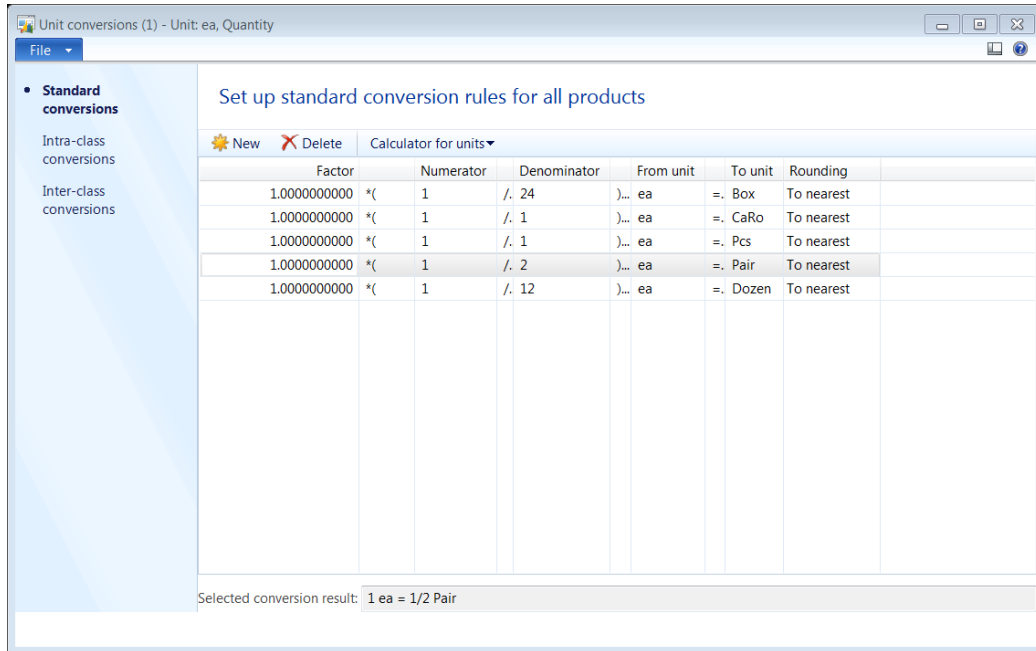 Unit conversions (1) - Unit: ea, Quantity
File
Standard
conversions
Intra-class
conversions
Inter-class
conversions
Set up standard conversion rules for all products
New Delete Calculator for units
Factor Numerator Denominator From unit To unit Rounding
1.0000000000 *( 1 /. 24 )... ea =. Box To nearest
1.0000000000 *( 1 /. 1 )... ea =. CaRo To nearest
1.0000000000 *( 1 /. 1 )... ea =. Pcs To nearest
1.0000000000 *( 1 /. 2 )... ea =. Pair To nearest
1.0000000000 *( 1 /. 12 )... ea =. Dozen To nearest
Selected conversion result: 1 ea = 1/2 Pair